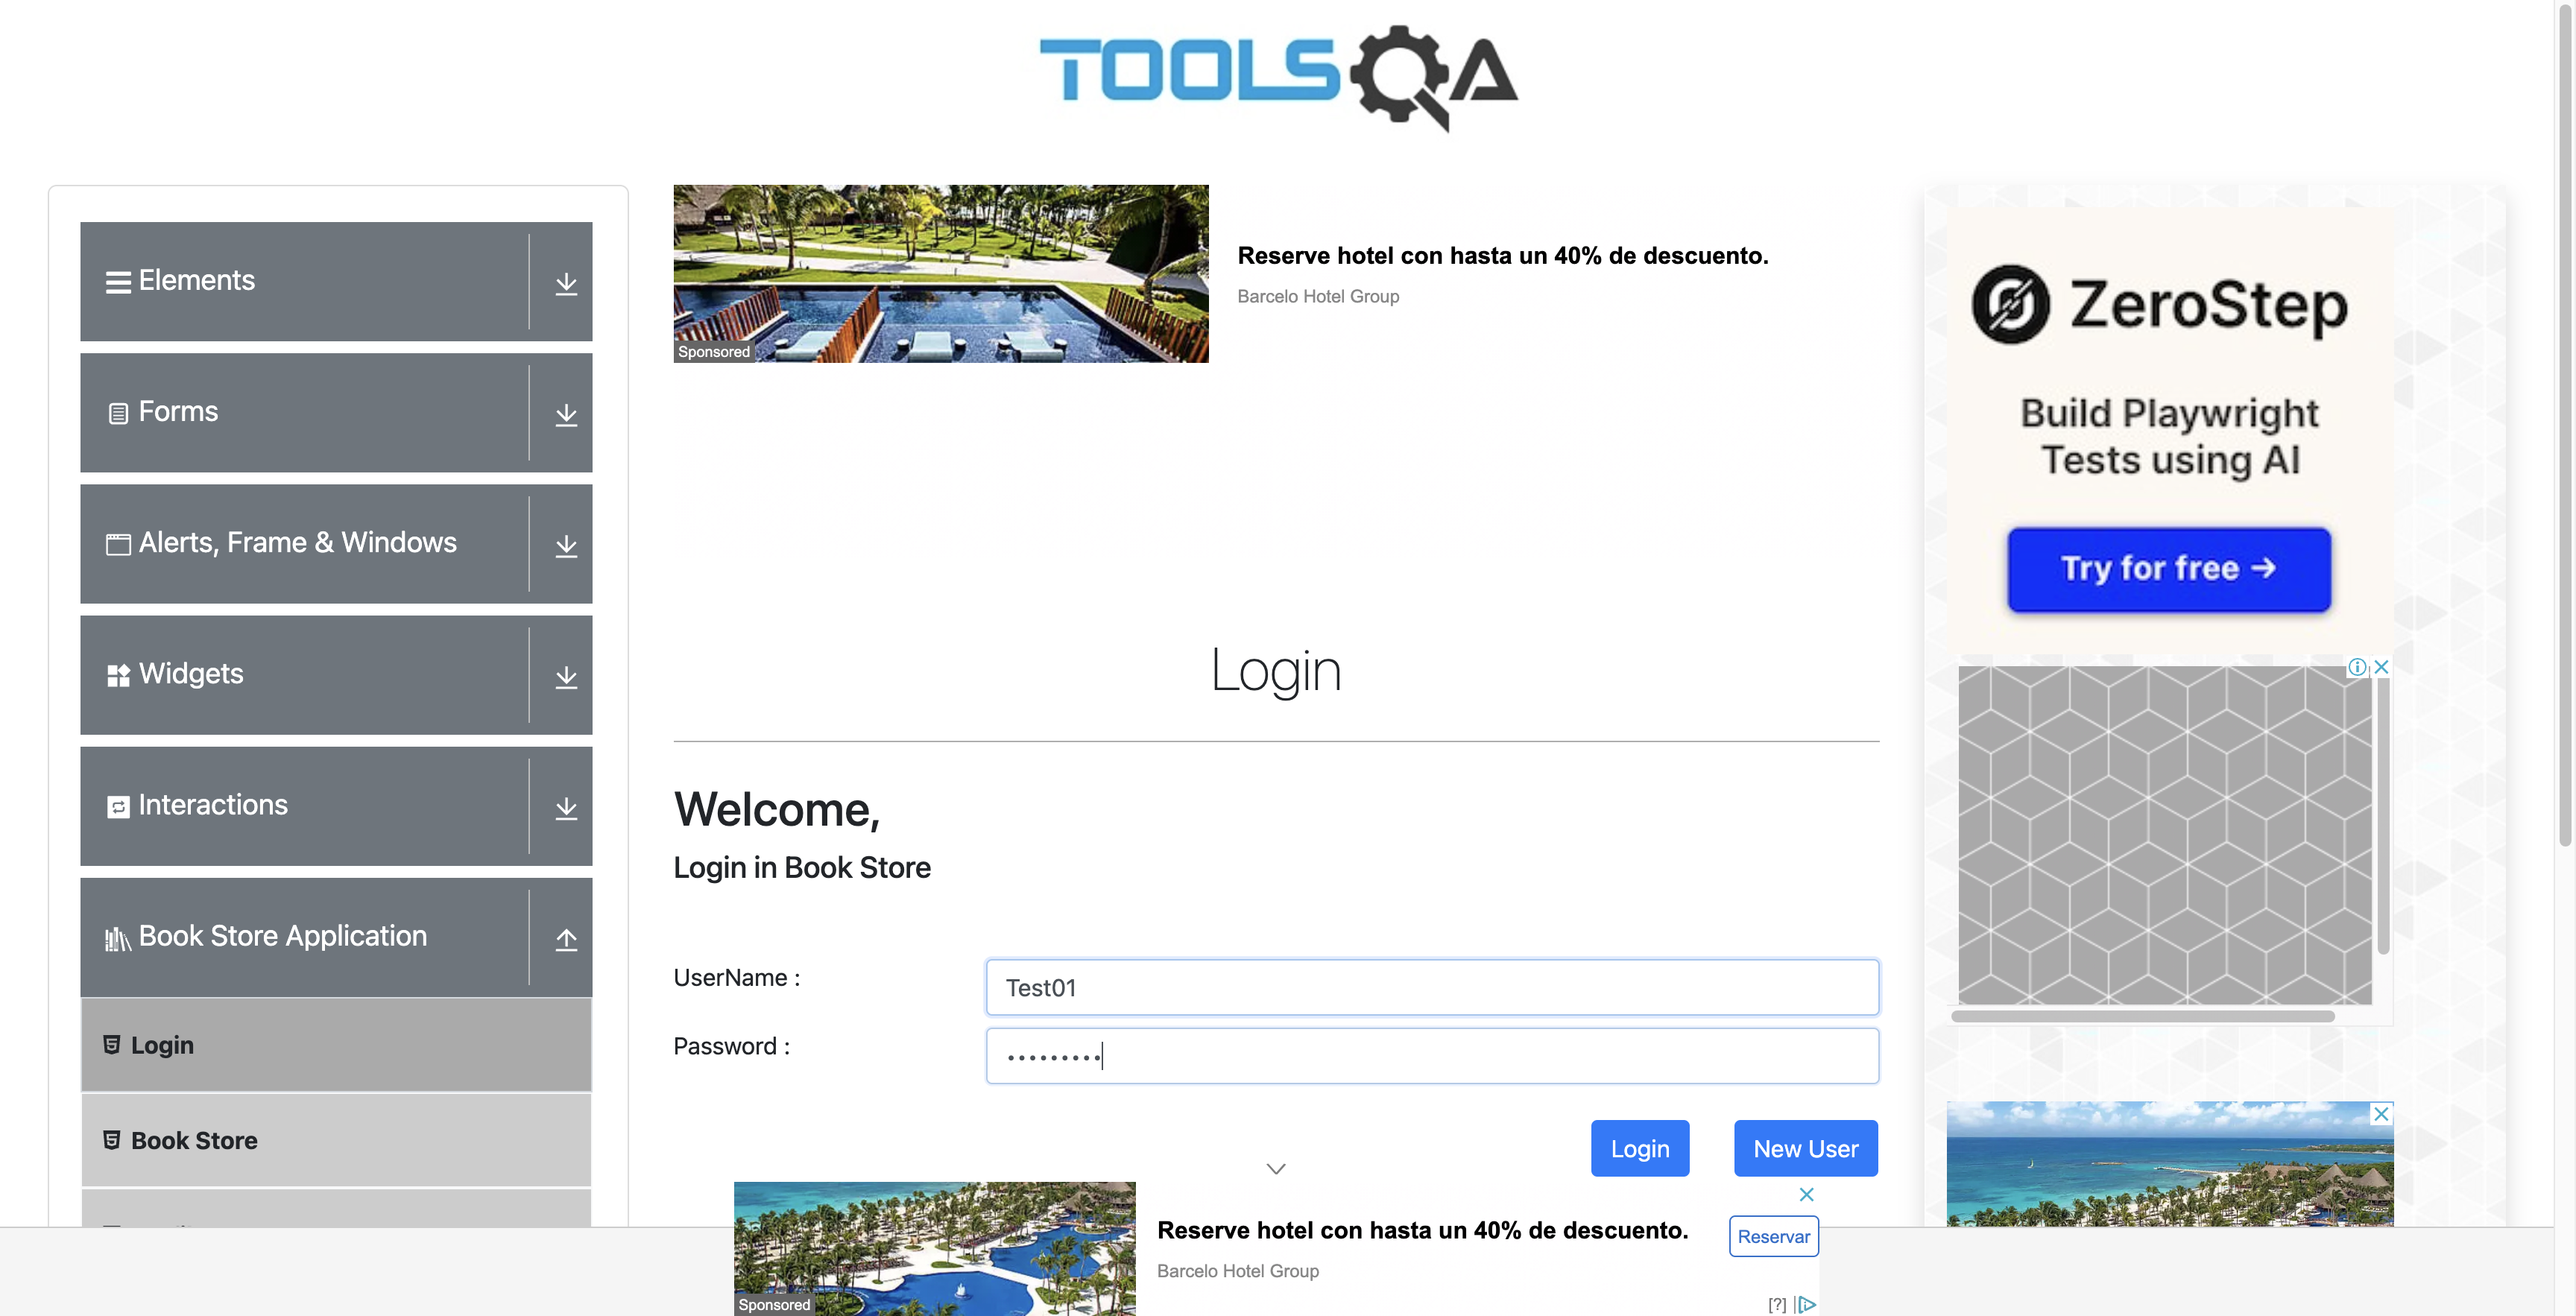 TOOLSQA
Elements
Forms
Alerts, Frame & Windows
Widgets
Interactions
Book Store Application
Login
Book Store
Sponsored
Reserve hotel con hasta un 40% de descuento.
Barcelo Hotel Group
Login
Welcome,
Login in Book Store
UserName :
Test01
Password :
•••••••••
Login
New User
Sponsored
Reserve hotel con hasta un 40% de descuento.
Barcelo Hotel Group
Reservar
[?]
ZeroStep
Build Playwright
Tests using AI
Try for free →